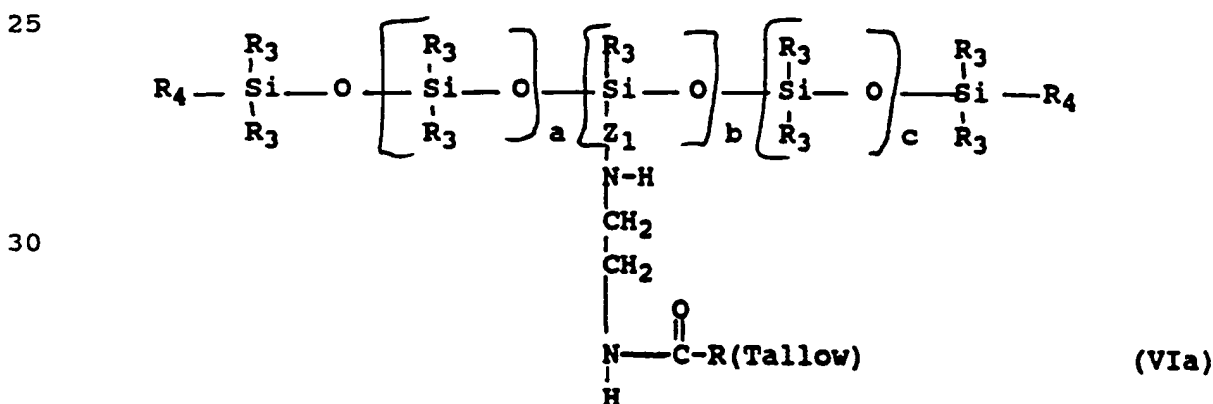 25
R3 R3 R3 R3 R3
R4— Si — O — Si — O — Si — O — Si — O — Si — R4
R3 R3 a Z1 b R3 c R3
N-H
CH2
30
CH2
O
N — C-R(Tallow) (VIa)
H